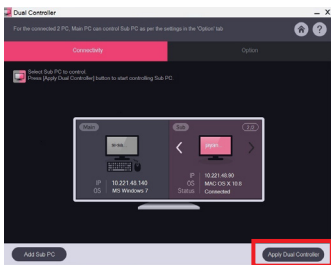 Dual Controller
For the connected 2 PC, Main PC can control Sub PC as per the settings in the 'Option' tab
?
Connectivity
Option
Select Sub PC to control.
Press [Apply Dual Controller] button to start controlling Sub PC.
Main
Sub
2.0
IP 10.221.48.140
OS MS Windows 7
IP 10.221.48.90
OS MAC OS X 10.8
Status Connected
Add Sub PC
Apply Dual Controller